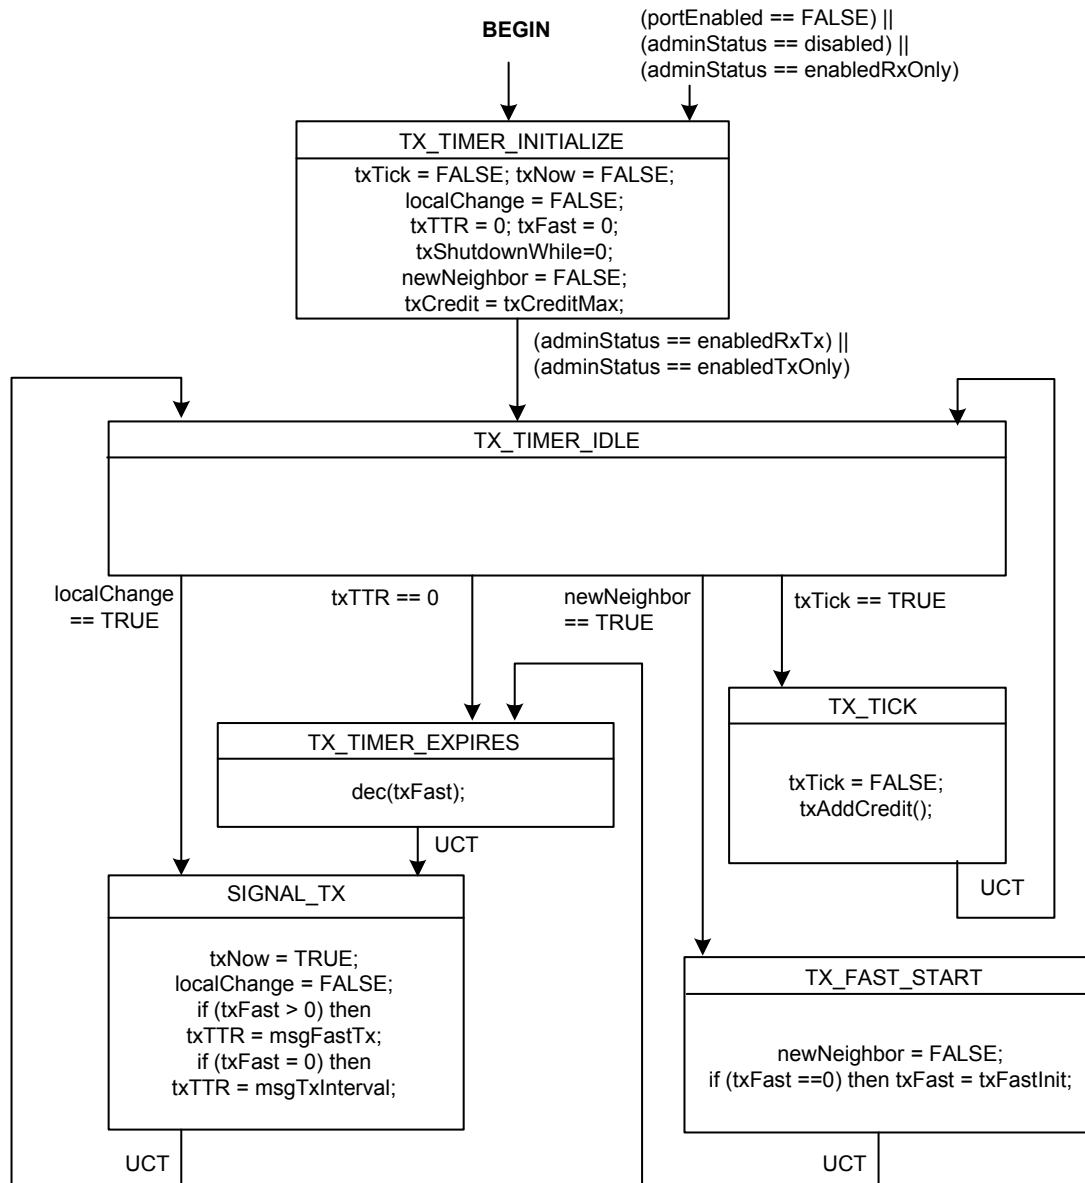 BEGIN
(portEnabled == FALSE) ||
(adminStatus == disabled) ||
(adminStatus == enabledRxOnly)
TX_TIMER_INITIALIZE
txTick = FALSE; txNow = FALSE;
localChange = FALSE;
txTTR = 0; txFast = 0;
txShutdownWhile=0;
newNeighbor = FALSE;
txCredit = txCreditMax;
(adminStatus == enabledRxTx) ||
(adminStatus == enabledTxOnly)
TX_TIMER_IDLE
localChange
== TRUE
txTTR == 0
newNeighbor
== TRUE
txTick == TRUE
TX_TIMER_EXPIRES
dec(txFast);
UCT
TX_TICK
txTick = FALSE;
txAddCredit();
UCT
SIGNAL_TX
txNow = TRUE;
localChange = FALSE;
if (txFast > 0) then
txTTR = msgFastTx;
if (txFast = 0) then
txTTR = msgTxInterval;
UCT
TX_FAST_START
newNeighbor = FALSE;
if (txFast ==0) then txFast = txFastInit;
UCT